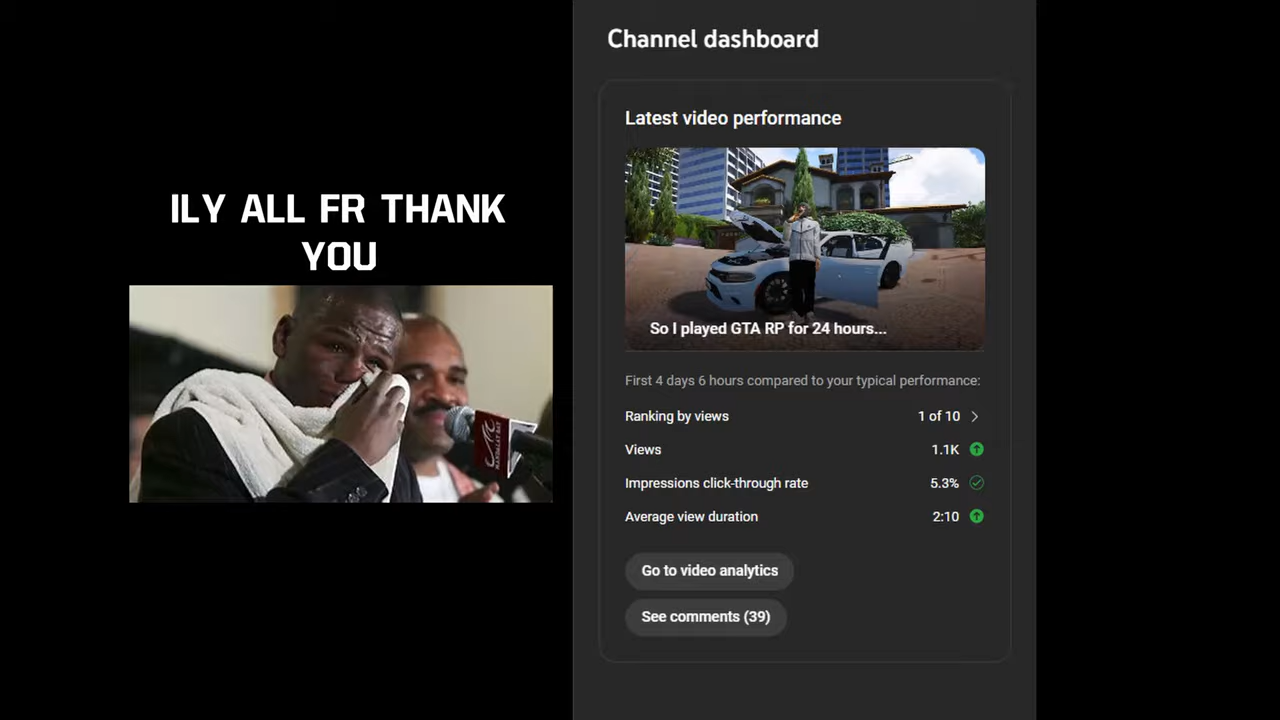 ILY ALL FR THANK
YOU
MANDALAY BAY
Channel dashboard
Latest video performance
So I played GTA RP for 24 hours...
First 4 days 6 hours compared to your typical performance:
Ranking by views 1 of 10
Views 1.1K
Impressions click-through rate 5.3%
Average view duration 2:10
Go to video analytics
See comments (39)